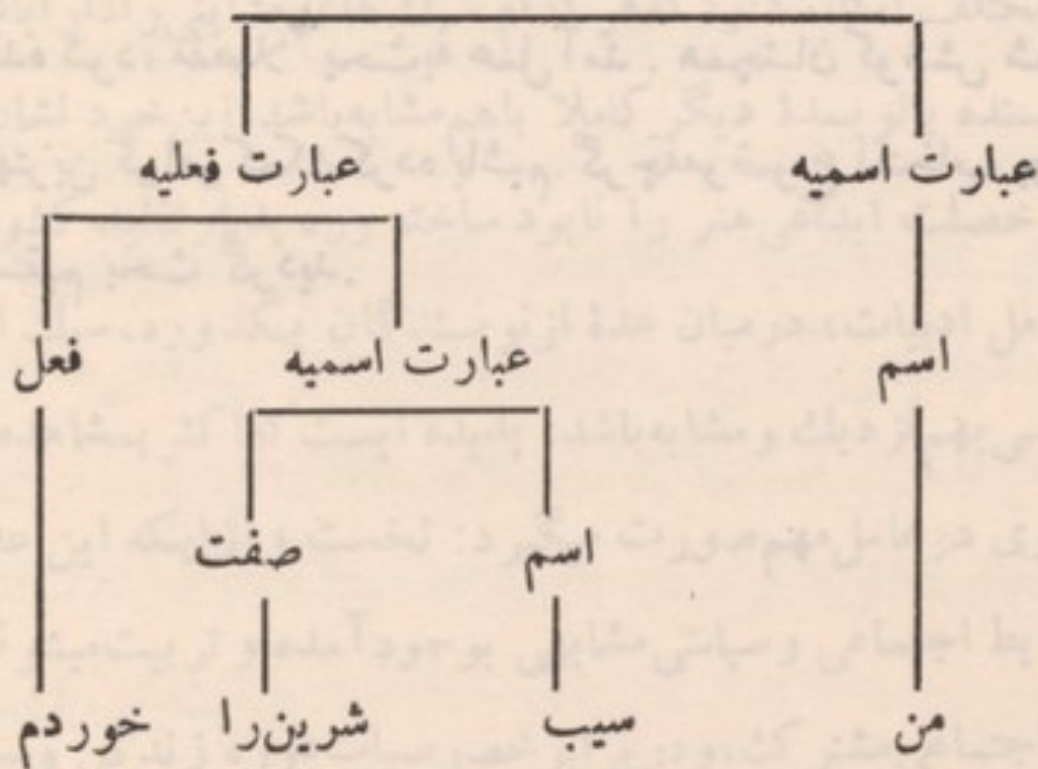 عبارت اسمیه عبارت فعلیه
اسم عبارت اسمیه فعل
اسم صفت
من سیب شرین‌را خوردم